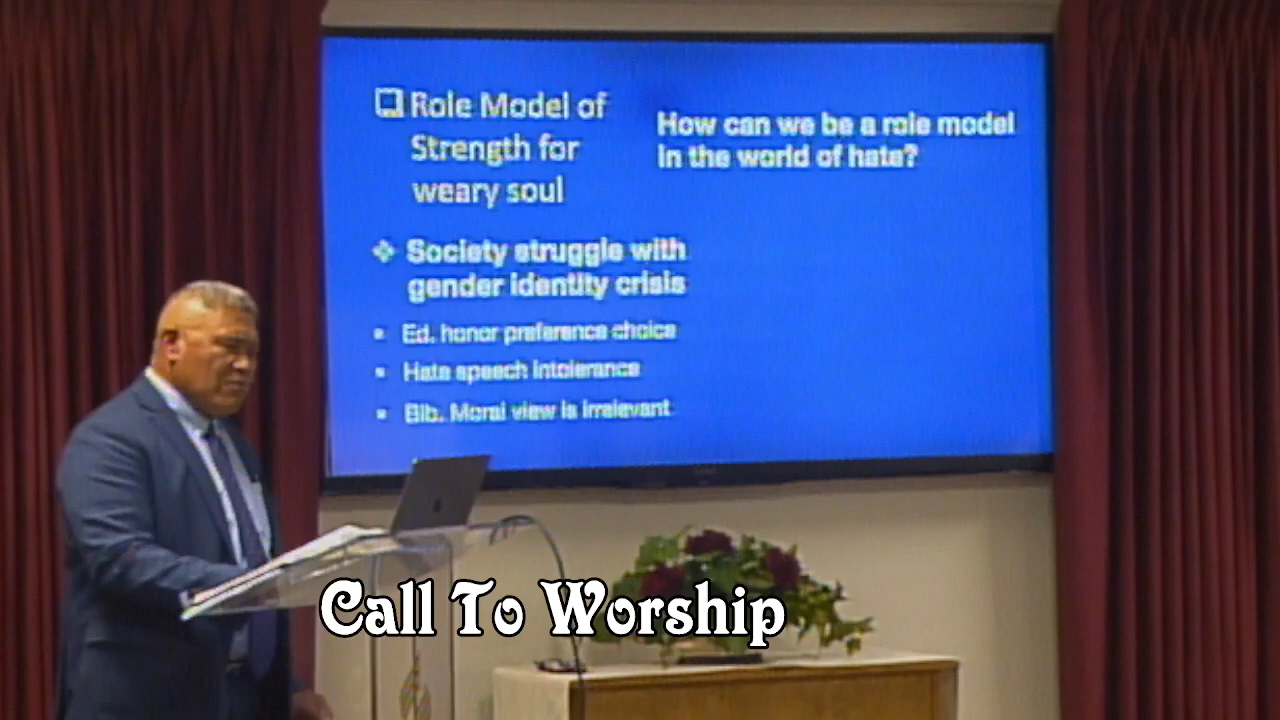 Role Model of
Strength for
weary soul
Society struggle with
gender identity crisis
Ed. honor preference choice
Hate speech intolerance
Bib. Moral view is irrelevant
How can we be a role model
in the world of hate?
Call To Worship